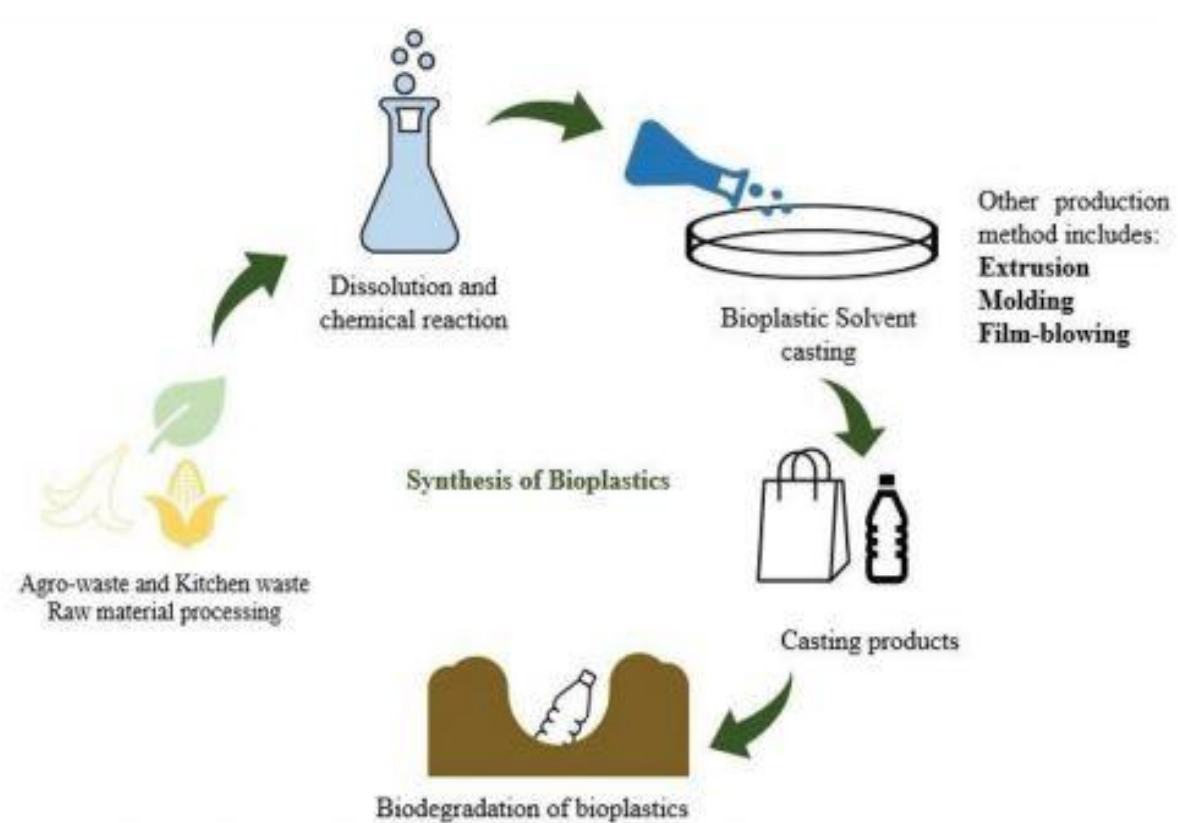 Dissolution and
chemical reaction
Other production
method includes:
Extrusion
Molding
Film-blowing
Bioplastic Solvent
casting
Synthesis of Bioplastics
Agro-waste and Kitchen waste
Raw material processing
Casting products
Biodegradation of bioplastics